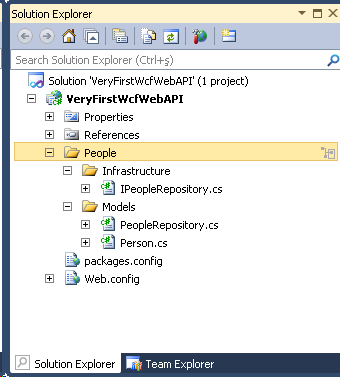 Solution Explorer
Search Solution Explorer (Ctrl+ş)
Solution 'VeryFirstWcfWebAPI' (1 project)
VeryFirstWcfWebAPI
Properties
References
People
Infrastructure
IPeopleRepository.cs
Models
PeopleRepository.cs
Person.cs
packages.config
Web.config
Solution Explorer Team Explorer